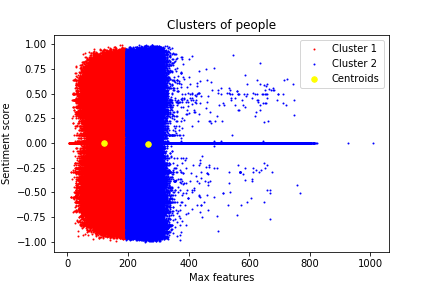 Clusters of people
Cluster 1
Cluster 2
Centroids
Sentiment score
1.00
0.75
0.50
0.25
0.00
−0.25
−0.50
−0.75
−1.00
0 200 400 600 800 1000
Max features